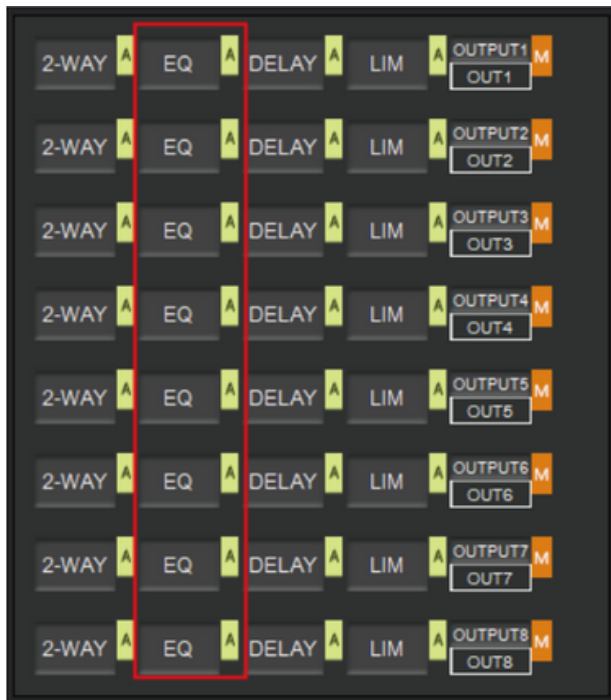 2-WAY A EQ A DELAY A LIM A OUTPUT1 M
OUT1
2-WAY A EQ A DELAY A LIM A OUTPUT2 M
OUT2
2-WAY A EQ A DELAY A LIM A OUTPUT3 M
OUT3
2-WAY A EQ A DELAY A LIM A OUTPUT4 M
OUT4
2-WAY A EQ A DELAY A LIM A OUTPUT5 M
OUT5
2-WAY A EQ A DELAY A LIM A OUTPUT6 M
OUT6
2-WAY A EQ A DELAY A LIM A OUTPUT7 M
OUT7
2-WAY A EQ A DELAY A LIM A OUTPUT8 M
OUT8